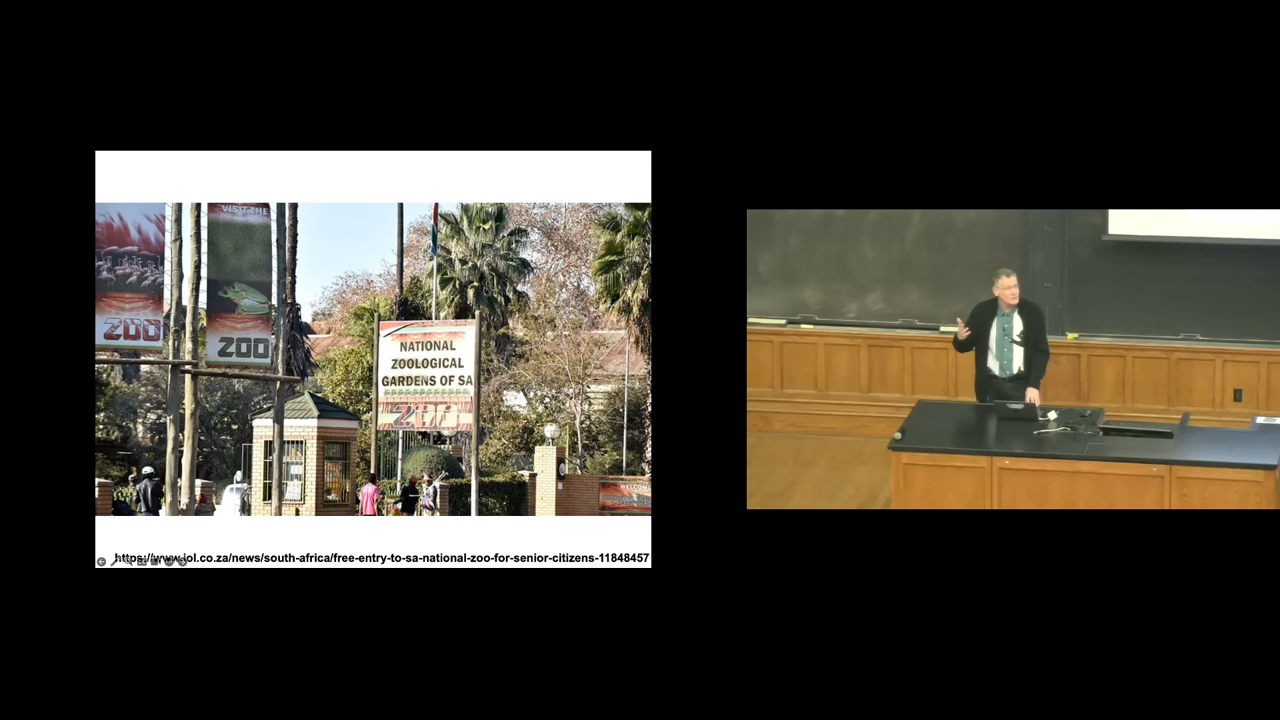 VISIT THE
ZOO
ZOO
NATIONAL
ZOOLOGICAL
GARDENS OF SA
ZOO
WELCOME
https://www.iol.co.za/news/south-africa/free-entry-to-sa-national-zoo-for-senior-citizens-11848457